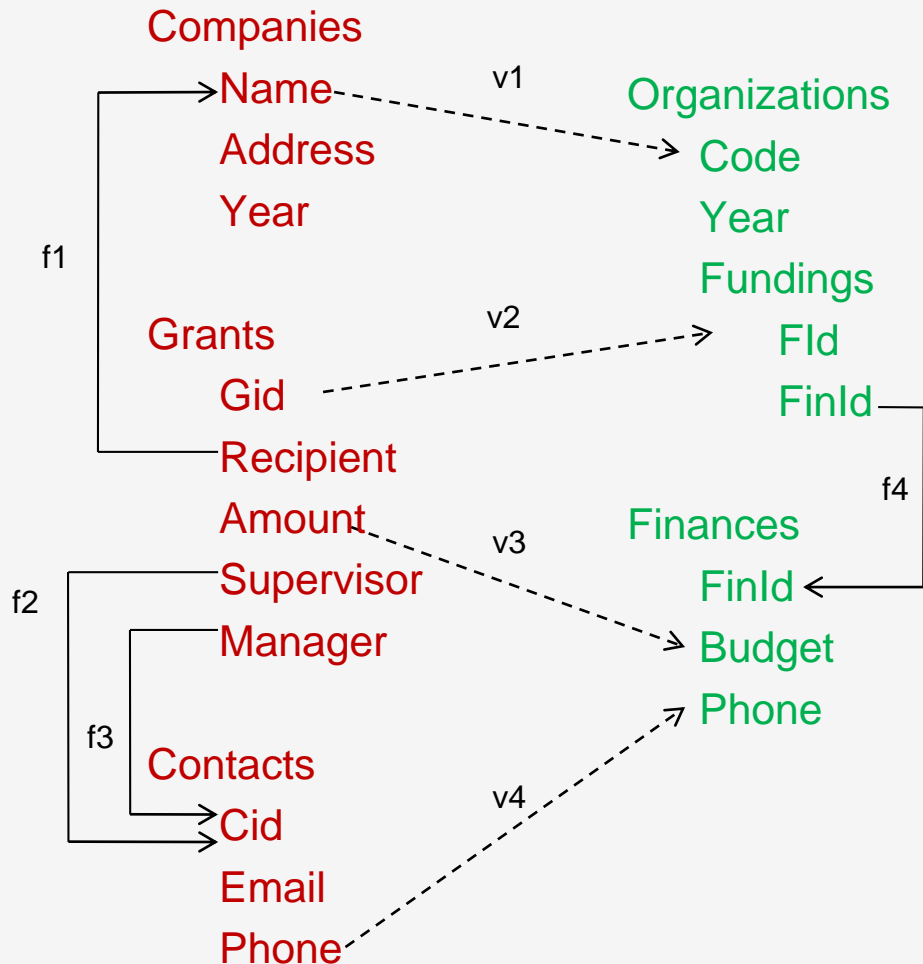 Companies
Name
Address
Year
f1
Grants
Gid
Recipient
Amount
Supervisor
Manager
f2
f3
Contacts
Cid
Email
Phone
v1
v2
v3
v4
Organizations
Code
Year
Fundings
FId
FinId
f4
Finances
FinId
Budget
Phone